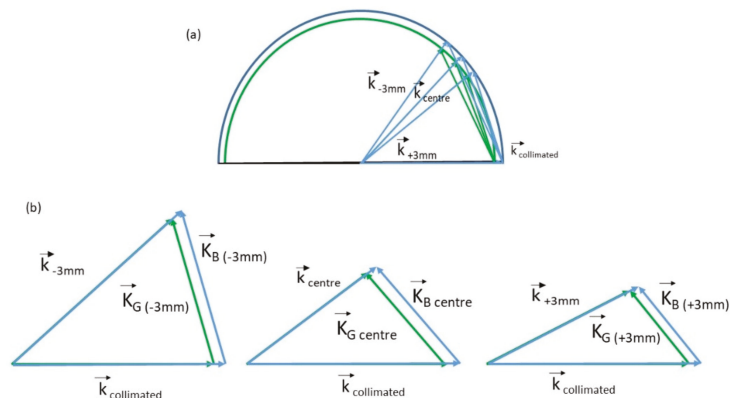 (a)
k⃗ -3mm
k⃗ centre
k⃗ +3mm
k⃗ collimated
(b)
k⃗ -3mm
K⃗ B (-3mm)
K⃗ G (-3mm)
k⃗ collimated
k⃗ centre
K⃗ B centre
K⃗ G centre
k⃗ collimated
k⃗ +3mm
K⃗ B (+3mm)
K⃗ G (+3mm)
k⃗ collimated